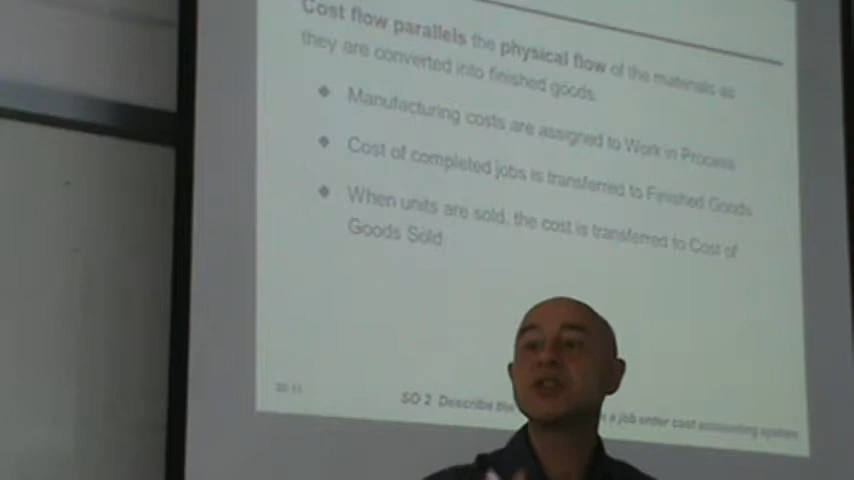 Cost flow parallels the physical flow of the materials as
they are converted into finished goods.
Manufacturing costs are assigned to Work in Process
Cost of completed jobs is transferred to Finished Goods
When units are sold, the cost is transferred to Cost of
Goods Sold
SO 2 Describe the a job order cost accounting system